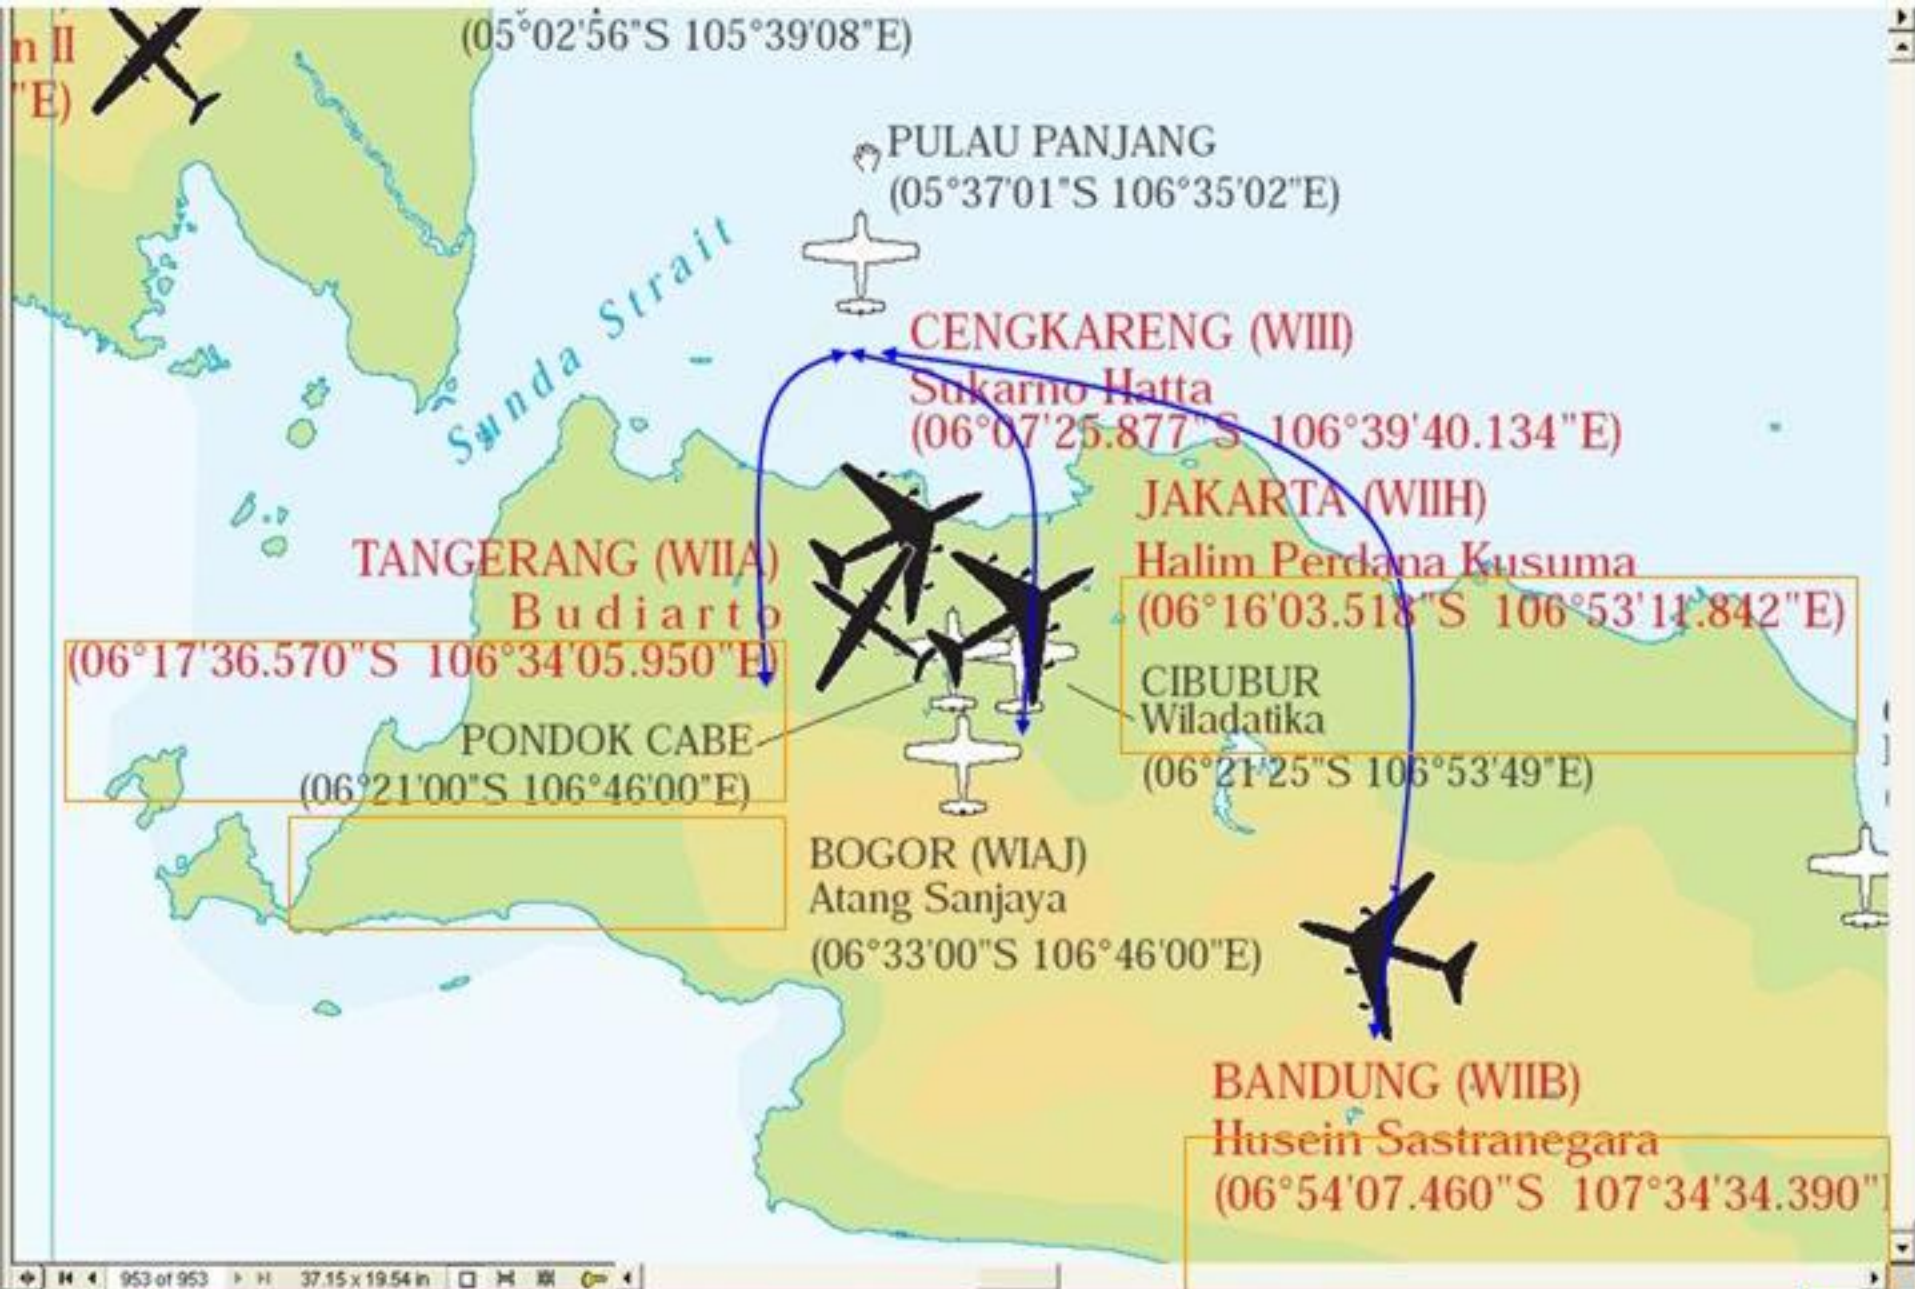 n II
"E)
(05°02'56"S 105°39'08"E)
PULAU PANJANG
(05°37'01"S 106°35'02"E)
Sunda Strait
CENGKARENG (WIII)
Sukarno Hatta
(06°07'25.877"S 106°39'40.134"E)
JAKARTA (WIIH)
Halim Perdana Kusuma
(06°16'03.518"S 106°53'11.842"E)
TANGERANG (WIIA)
Budiarto
(06°17'36.570"S 106°34'05.950"E)
CIBUBUR
Wiladatika
(06°21'25"S 106°53'49"E)
PONDOK CABE
(06°21'00"S 106°46'00"E)
BOGOR (WIAJ)
Atang Sanjaya
(06°33'00"S 106°46'00"E)
BANDUNG (WIIB)
Husein Sastranegara
(06°54'07.460"S 107°34'34.390"
953 of 953
37.15 x 19.54 in